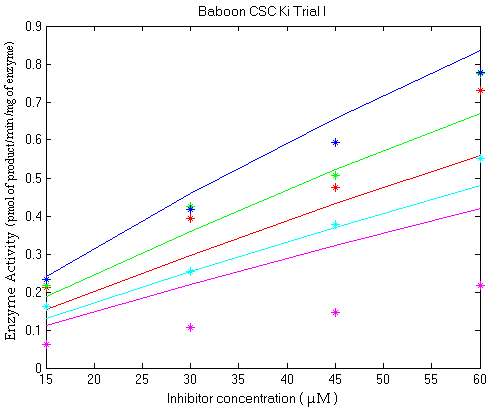 Baboon CSC Ki Trial I
Enzyme Activity (pmol of product/min/mg of enzyme)
0.9
0.8
0.7
0.6
0.5
0.4
0.3
0.2
0.1
0
15 20 25 30 35 40 45 50 55 60
Inhibitor concentration ( μM )